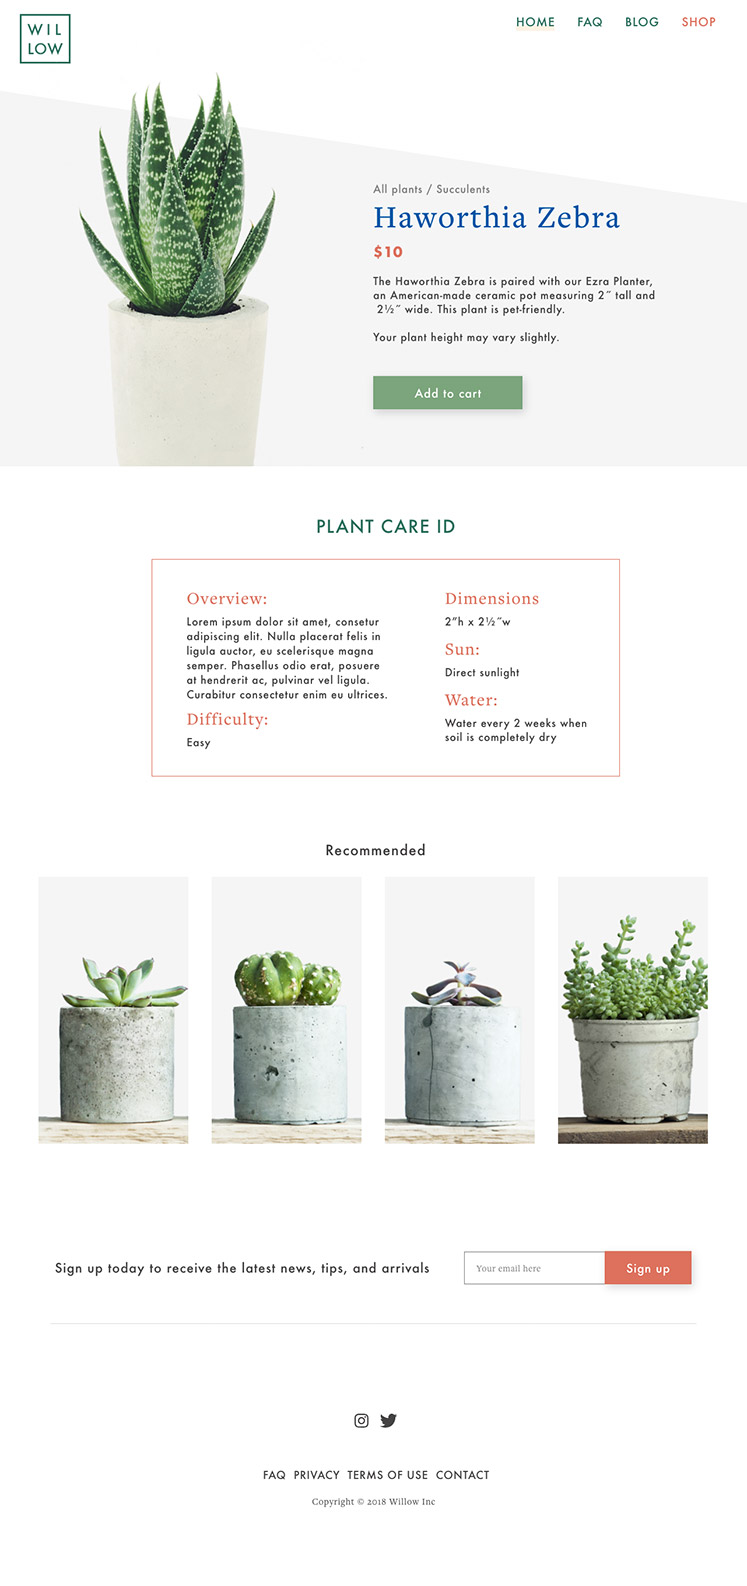 WIL
LOW
HOME FAQ BLOG SHOP
All plants / Succulents
Haworthia Zebra
$10
The Haworthia Zebra is paired with our Ezra Planter,
an American-made ceramic pot measuring 2˝ tall and
2½˝ wide. This plant is pet-friendly.
Your plant height may vary slightly.
Add to cart
PLANT CARE ID
Overview:
Lorem ipsum dolor sit amet, consetur
adipiscing elit. Nulla placerat felis in
ligula auctor, eu scelerisque magna
semper. Phasellus odio erat, posuere
at hendrerit ac, pulvinar vel ligula.
Curabitur consectetur enim eu ultrices.
Difficulty:
Easy
Dimensions
2”h x 2½˝w
Sun:
Direct sunlight
Water:
Water every 2 weeks when
soil is completely dry
Recommended
Sign up today to receive the latest news, tips, and arrivals
Your email here
Sign up
FAQ PRIVACY TERMS OF USE CONTACT
Copyright © 2018 Willow Inc